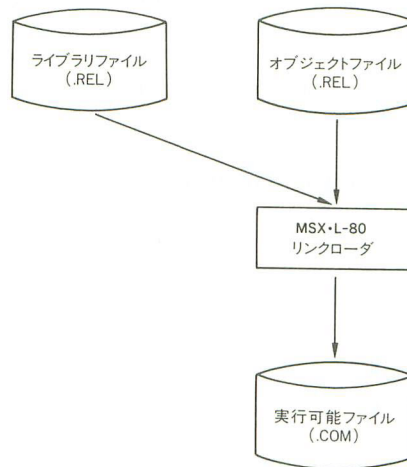 ライブラリファイル
(.REL)
オブジェクトファイル
(.REL)
MSX・L-80
リンクローダ
実行可能ファイル
(.COM)